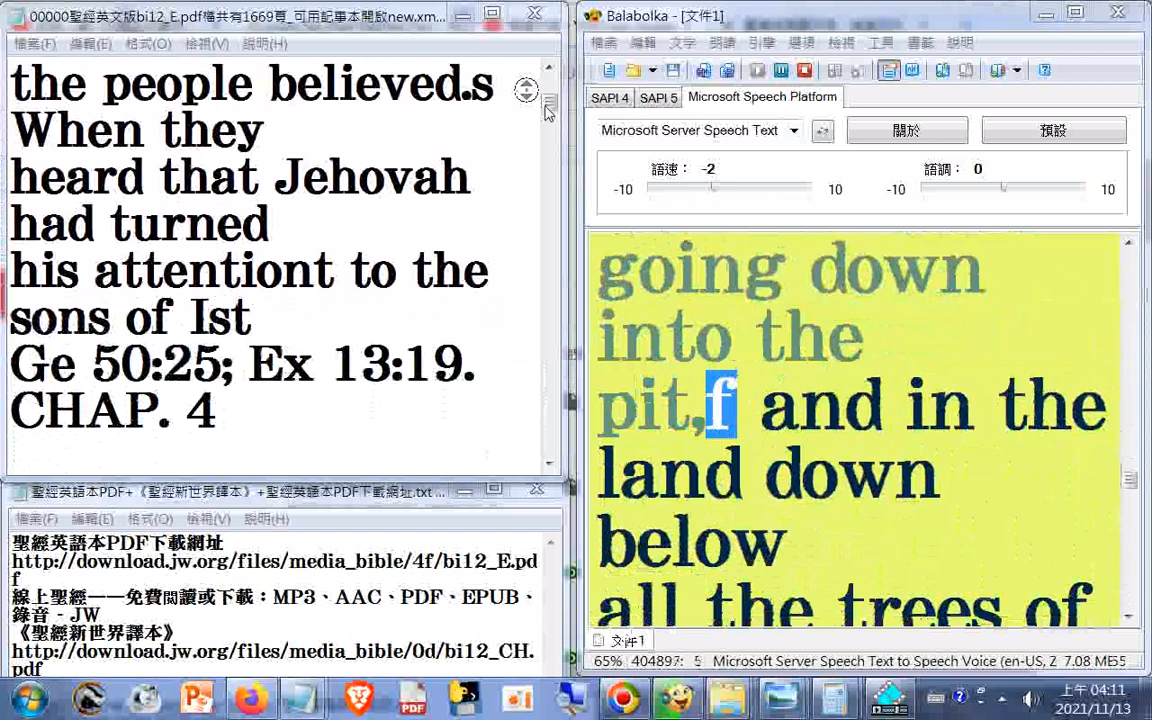 00000聖經英文版bi12_E.pdf檔共有1669頁_可用記事本開啟new.xm...
檔案(F) 編輯(E) 格式(O) 檢視(V) 說明(H)
the people believed.s
When they
heard that Jehovah
had turned
his attentiont to the
sons of Ist
Ge 50:25; Ex 13:19.
CHAP. 4
聖經英語本PDF+《聖經新世界譯本》+聖經英語本PDF下載網址.txt ...
檔案(F) 編輯(E) 格式(O) 檢視(V) 說明(H)
聖經英語本PDF下載網址
http://download.jw.org/files/media_bible/4f/bi12_E.pd
f
線上聖經——免費閱讀或下載：MP3、AAC、PDF、EPUB、
錄音 - JW
《聖經新世界譯本》
http://download.jw.org/files/media_bible/0d/bi12_CH.
pdf
Balabolka - [文件1]
檔案 編輯 文字 朗讀 引擎 選項 檢視 工具 書籤 說明
SAPI 4 SAPI 5 Microsoft Speech Platform
Microsoft Server Speech Text 關於 預設
語速： -2 語調： 0
-10 10 -10 10
going down
into the
pit,f and in the
land down
below
all the trees of
文件1
65% 404897: 5 Microsoft Server Speech Text to Speech Voice (en-US, Z 7.08 MB
上午 04:11
2021/11/13